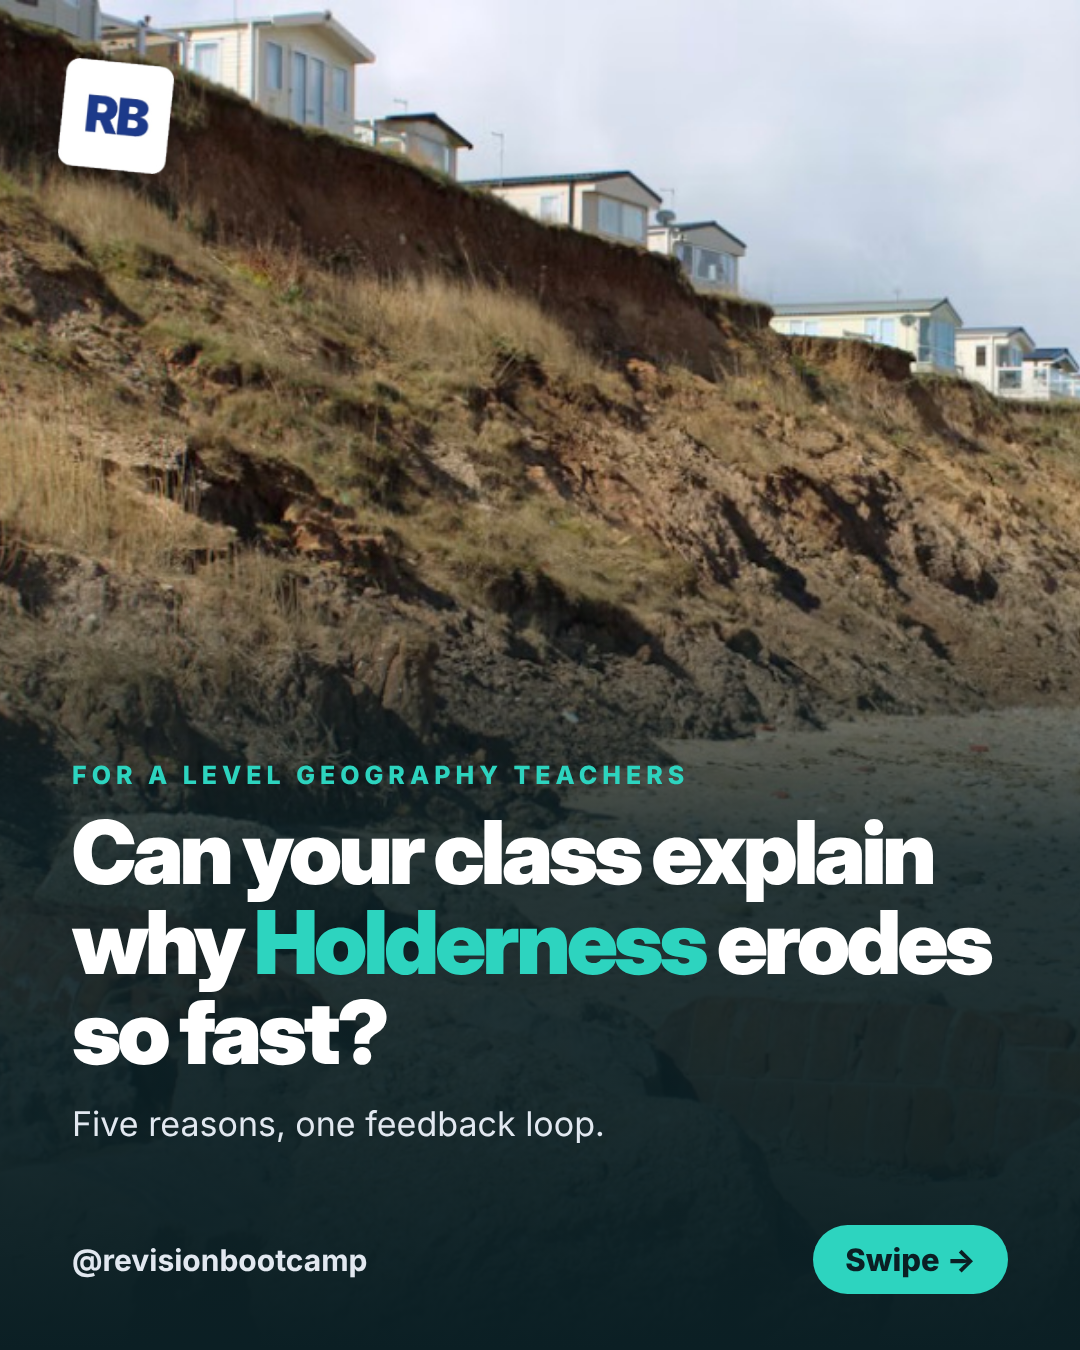 RB
FOR A LEVEL GEOGRAPHY TEACHERS
Can your class explain
why Holderness erodes
so fast?
Five reasons, one feedback loop.
@revisionbootcamp
Swipe →